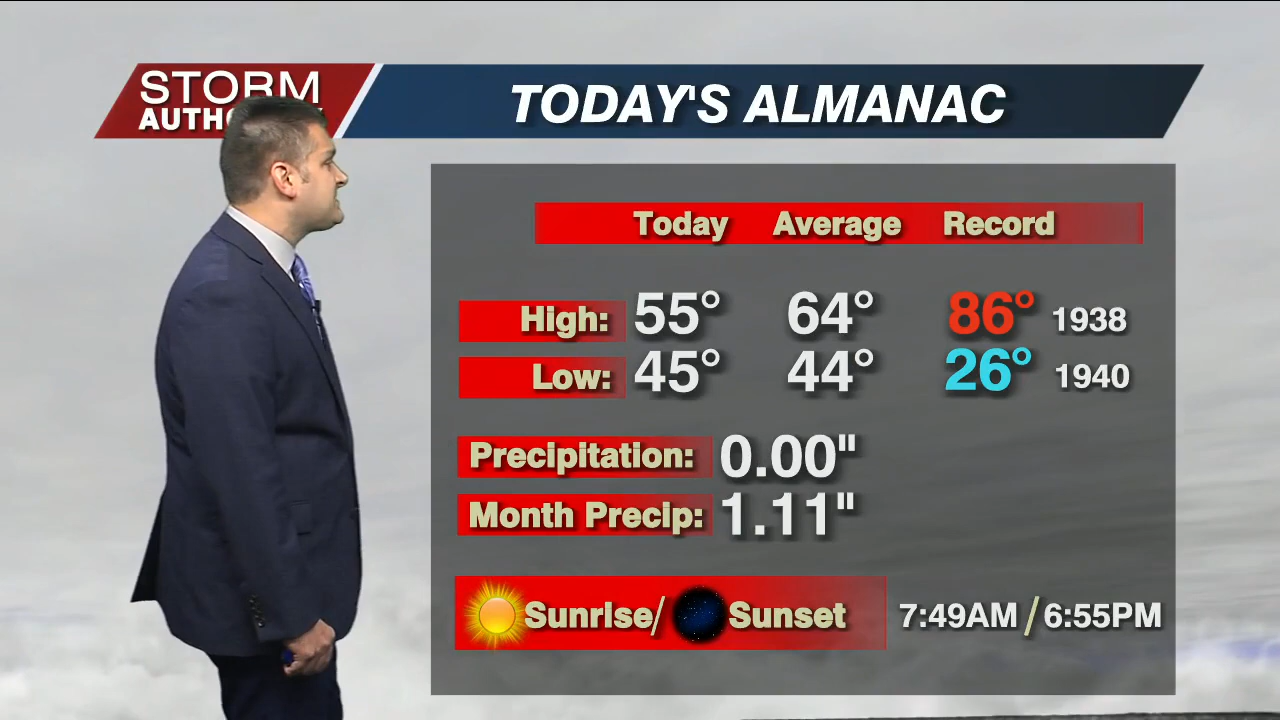 STORM
TODAY'S ALMANAC
Today Average Record
High: 55° 64° 86° 1938
Low: 45° 44° 26° 1940
Precipitation: 0.00"
Month Precip: 1.11"
Sunrise/ Sunset 7:49AM / 6:55PM